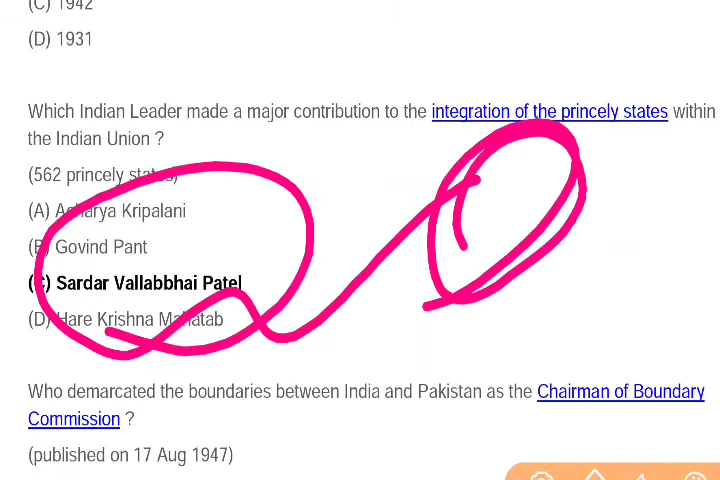 (C) 1942
(D) 1931
Which Indian Leader made a major contribution to the integration of the princely states within
the Indian Union ?
(562 princely states)
(A) Acharya Kripalani
(B) Govind Pant
(C) Sardar Vallabbhai Patel
(D) Hare Krishna Mahatab
Who demarcated the boundaries between India and Pakistan as the Chairman of Boundary
Commission ?
(published on 17 Aug 1947)